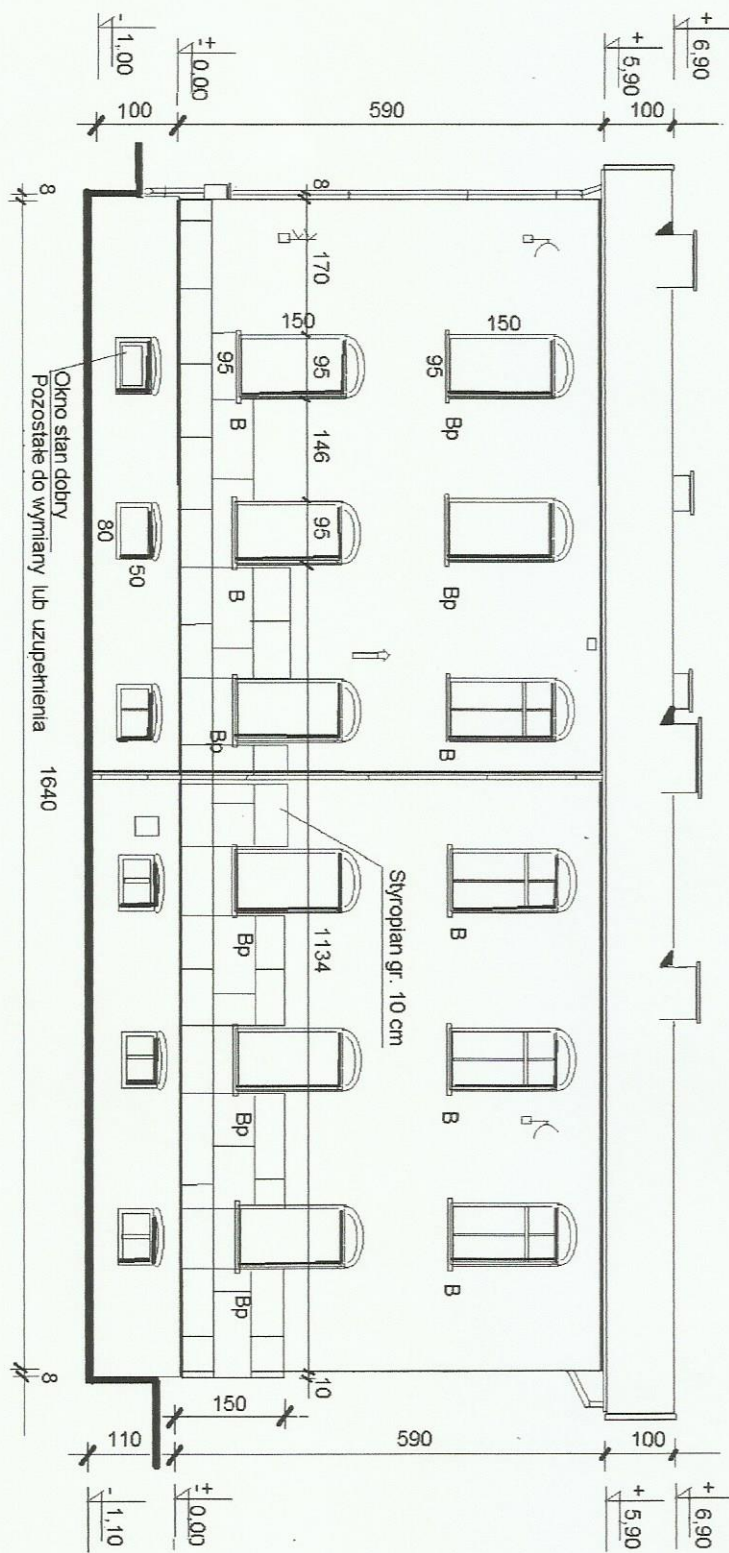 + 6,90
+ 5,90
-+ 0,00
- 1,00
100
590
100
8
8
170
150
95
150
95
95
Bp
B
146
95
Bp
B
B
Bp
Okno stan dobry
Pozostałe do wymiany lub uzupełnienia
80
50
1640
Styropian gr. 10 cm
1134
B
Bp
B
Bp
B
Bp
10
8
150
100
590
110
+ 6,90
+ 5,90
-+ 0,00
- 1,10